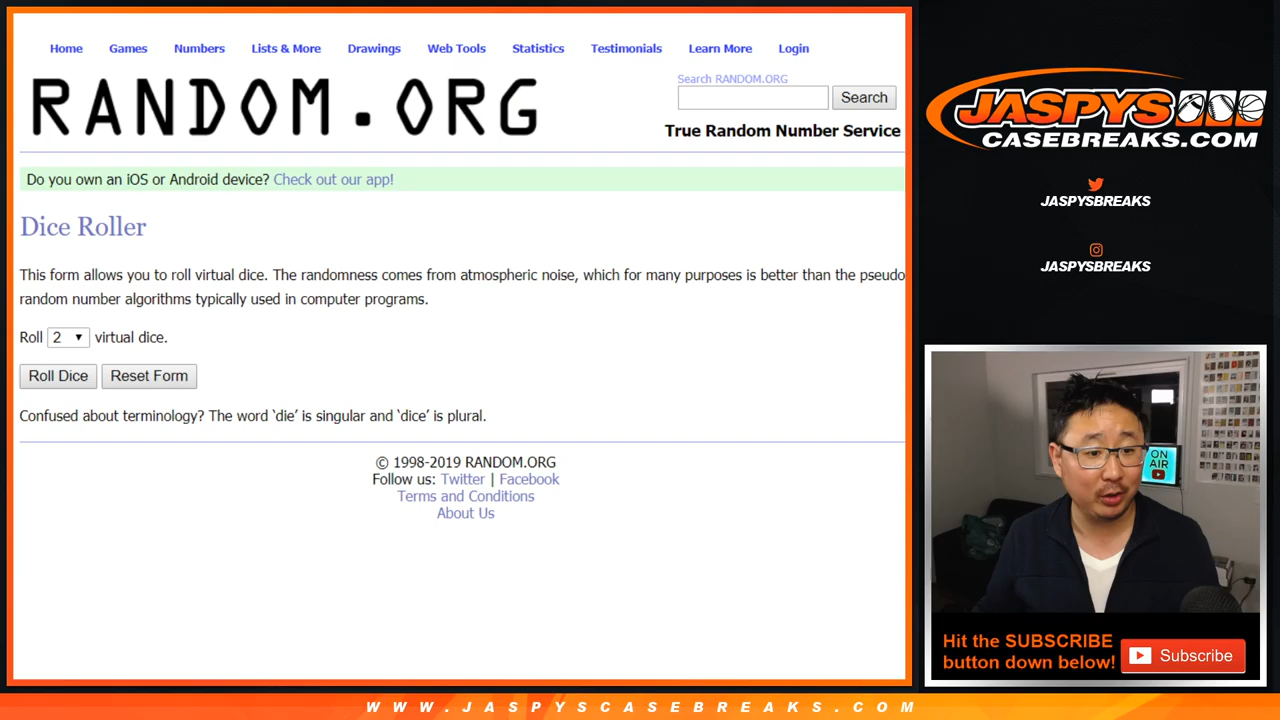 Home Games Numbers Lists & More Drawings Web Tools Statistics Testimonials Learn More Login
RANDOM.ORG
Search RANDOM.ORG
Search
True Random Number Service
Do you own an iOS or Android device? Check out our app!
Dice Roller
This form allows you to roll virtual dice. The randomness comes from atmospheric noise, which for many purposes is better than the pseudo
random number algorithms typically used in computer programs.
Roll 2 virtual dice.
Roll Dice Reset Form
Confused about terminology? The word ‘die’ is singular and ‘dice’ is plural.
© 1998-2019 RANDOM.ORG
Follow us: Twitter | Facebook
Terms and Conditions
About Us
JASPYS
CASEBREAKS.COM
JASPYSBREAKS
JASPYSBREAKS
ON
AIR
Hit the SUBSCRIBE
button down below!
Subscribe
WWW.JASPYSCASEBREAKS.COM